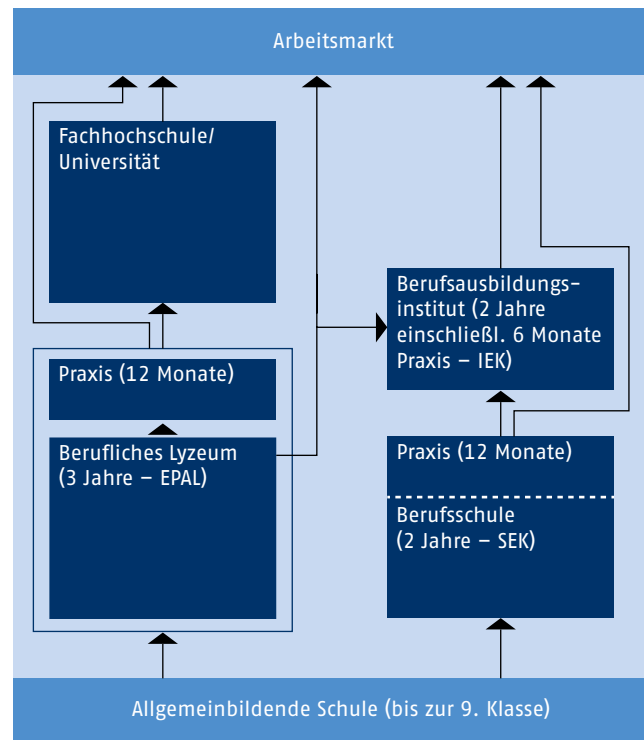 Arbeitsmarkt
Fachhochschule/
Universität
Berufsausbildungs-
institut (2 Jahre
einschließl. 6 Monate
Praxis – IEK)
Praxis (12 Monate)
Berufliches Lyzeum
(3 Jahre – EPAL)
Praxis (12 Monate)
Berufsschule
(2 Jahre – SEK)
Allgemeinbildende Schule (bis zur 9. Klasse)